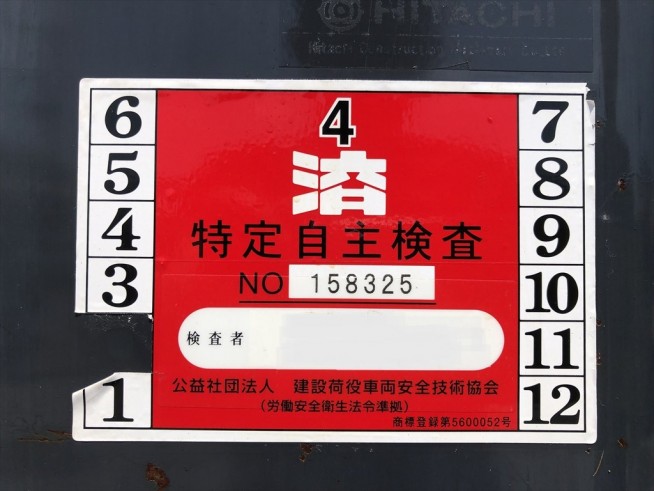 HITACHI
6
5
4
3
1
4
済
特定自主検査
NO 158325
検査者
公益社団法人 建設荷役車両安全技術協会
(労働安全衛生法令準拠)
商標登録第5600052号
7
8
9
10
11
12